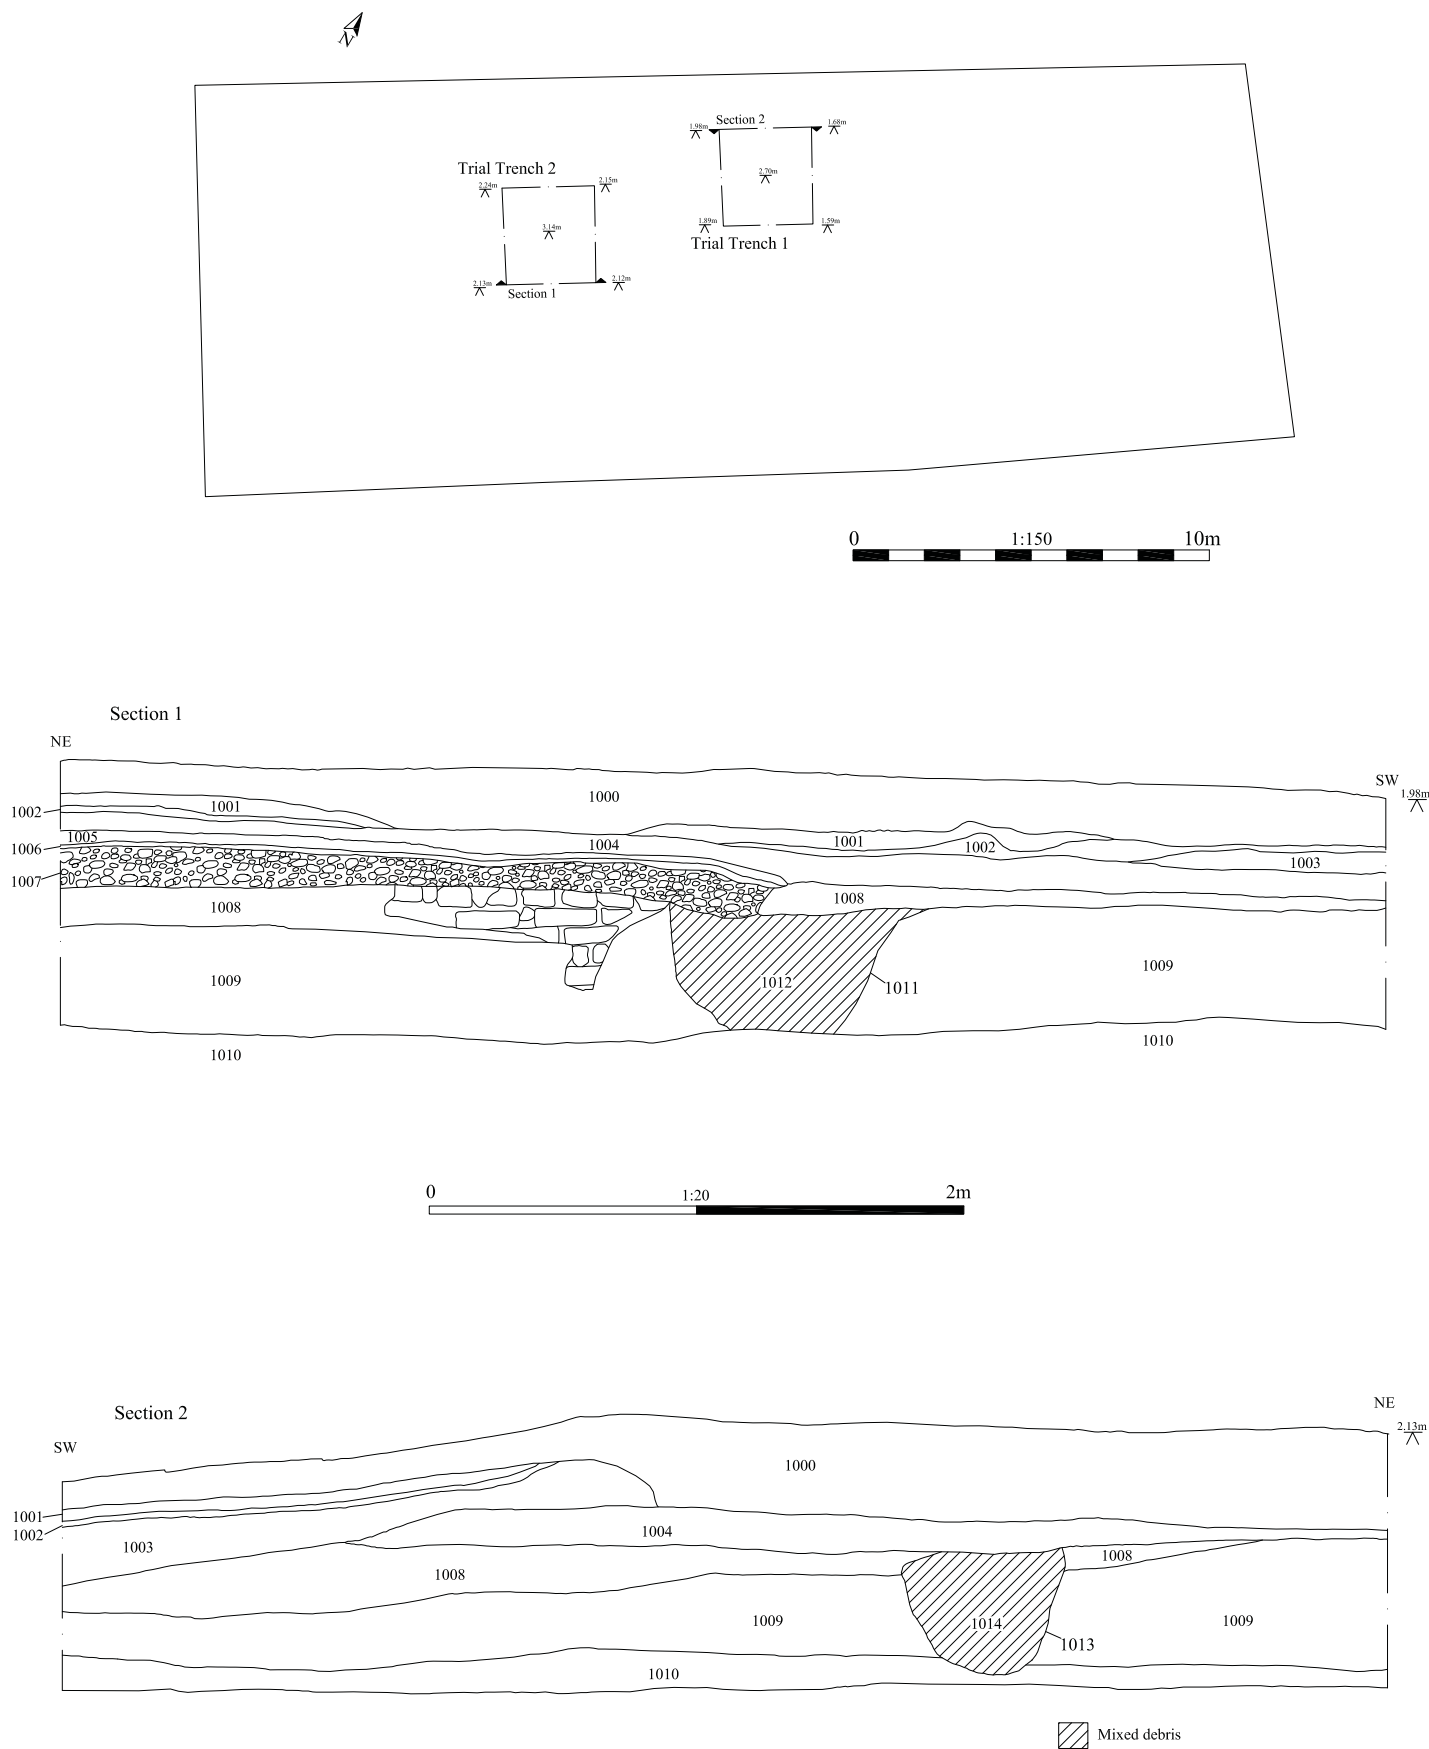 N
Section 2
1.98m
1.68m
Trial Trench 2
2.24m
2.15m
2.70m
3.14m
1.89m
1.59m
Trial Trench 1
2.13m
2.12m
Section 1
0 1:150 10m
Section 1
NE
SW
1.98m
1000
1001
1002
1005
1004
1001
1002
1003
1006
1007
1008
1008
1009
1012
1011
1009
1010
1010
0 1:20 2m
Section 2
NE
SW
2.13m
1000
1001
1002
1004
1003
1008
1008
1009
1014
1009
1013
1010
Mixed debris